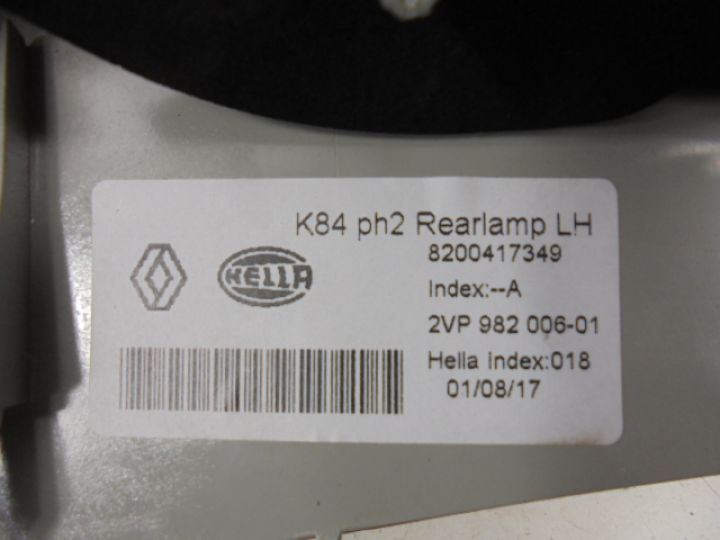 K84 ph2 Rearlamp LH
8200417349
HELLA
Index:--A
2VP 982 006-01
Hella Index:018
01/08/17